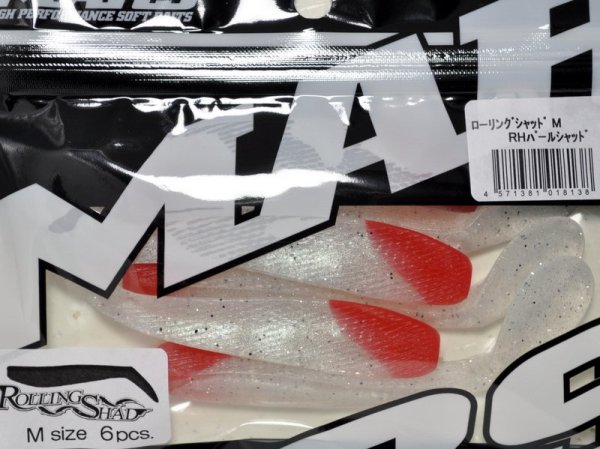 HIGH PERFORMANCE SOFT BAITS
ローリングシャッド M
RHパールシャッド
4 571381 018138
ROLLING SHAD
M size 6pcs.